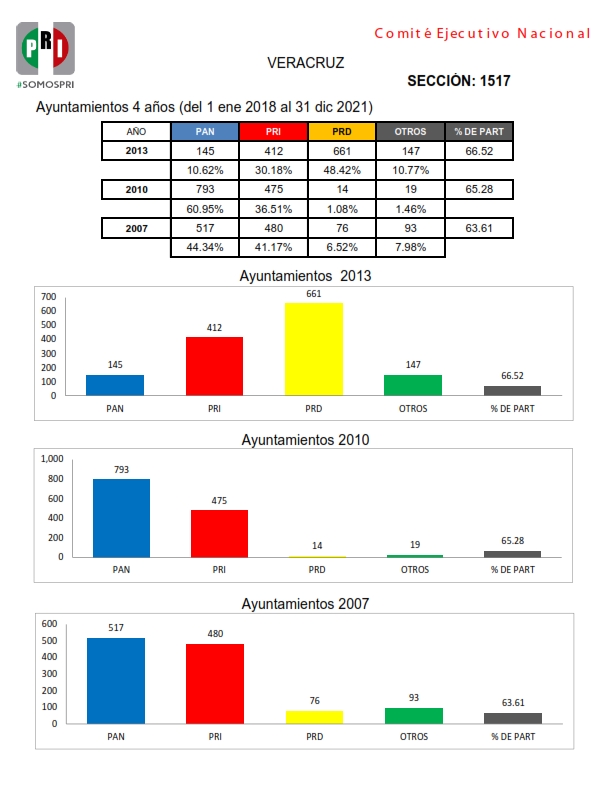 Comité Ejecutivo Nacional
PRI
#SOMOSPRI
VERACRUZ
SECCIÓN: 1517
Ayuntamientos 4 años (del 1 ene 2018 al 31 dic 2021)
AÑO PAN PRI PRD OTROS % DE PART
2013 145 412 661 147 66.52
10.62% 30.18% 48.42% 10.77%
2010 793 475 14 19 65.28
60.95% 36.51% 1.08% 1.46%
2007 517 480 76 93 63.61
44.34% 41.17% 6.52% 7.98%
Ayuntamientos 2013
700
600
500
400
300
200
100
0
145 412 661 147 66.52
PAN PRI PRD OTROS % DE PART
Ayuntamientos 2010
1,000
800
600
400
200
0
793 475 14 19 65.28
PAN PRI PRD OTROS % DE PART
Ayuntamientos 2007
600
500
400
300
200
100
0
517 480 76 93 63.61
PAN PRI PRD OTROS % DE PART